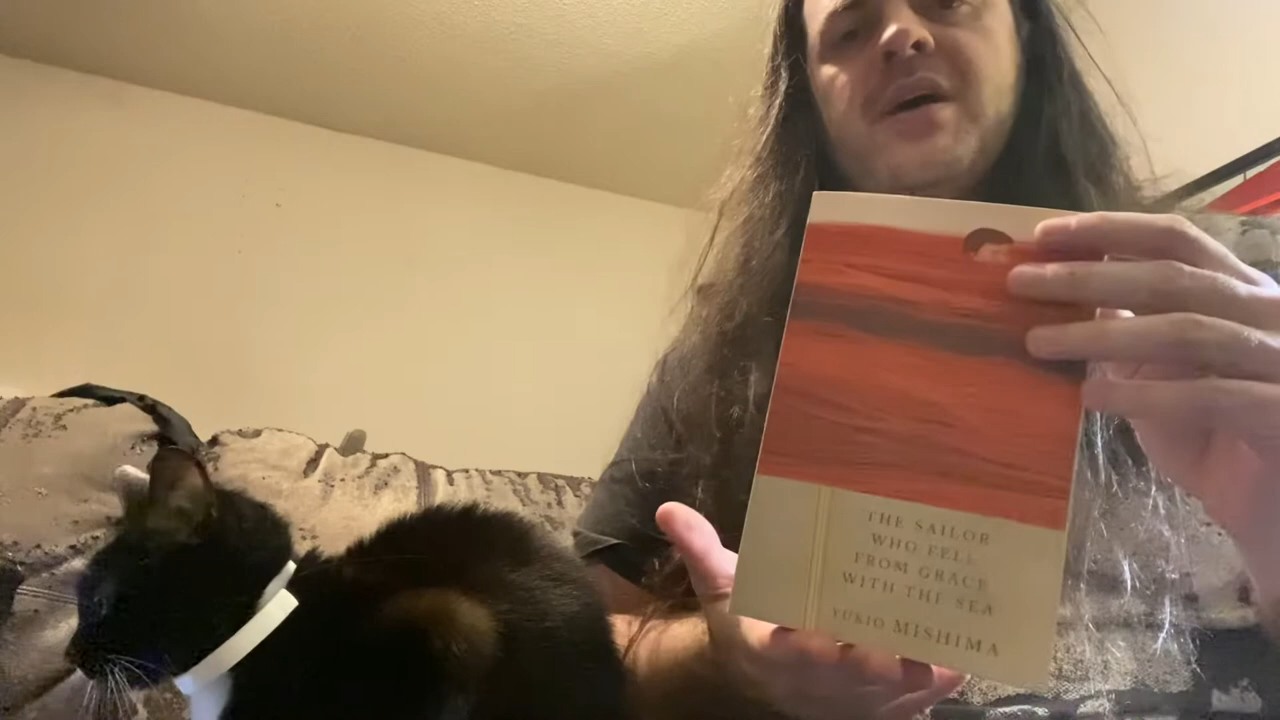 THE SAILOR
WHO FELL
FROM GRACE
WITH THE SEA
YUKIO MISHIMA